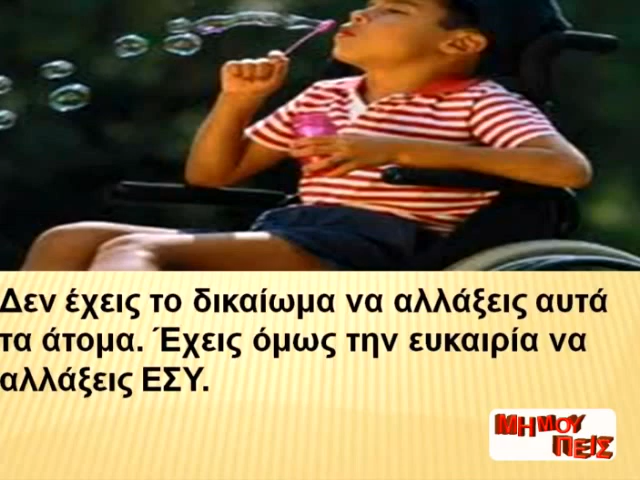 Δεν έχεις το δικαίωμα να αλλάξεις αυτά
τα άτομα. Έχεις όμως την ευκαιρία να
αλλάξεις ΕΣΥ.
ΜΗ ΜΟΥ
ΠΕΙΣ